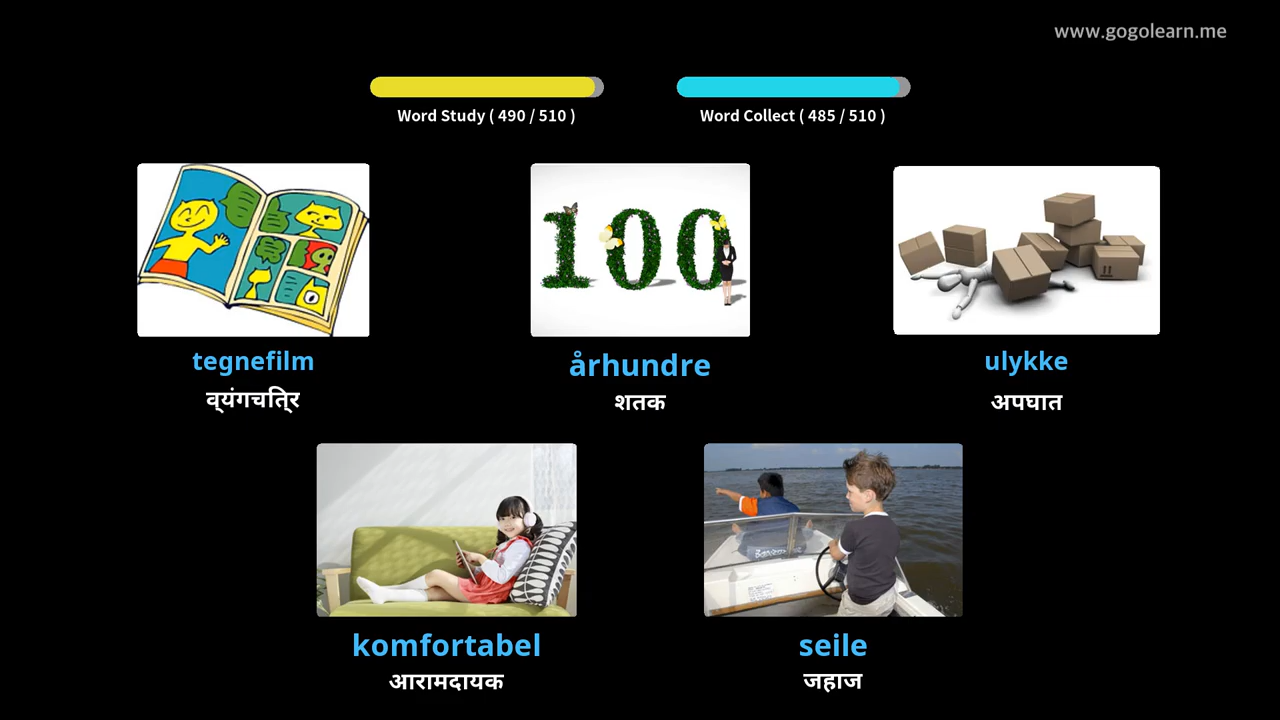 www.gogolearn.me
Word Study ( 490 / 510 )
Word Collect ( 485 / 510 )
tegnefilm
århundre
ulykke
व्यंगचित्रि
शतक
अपघात
komfortabel
seile
आरामदायक
जहाज